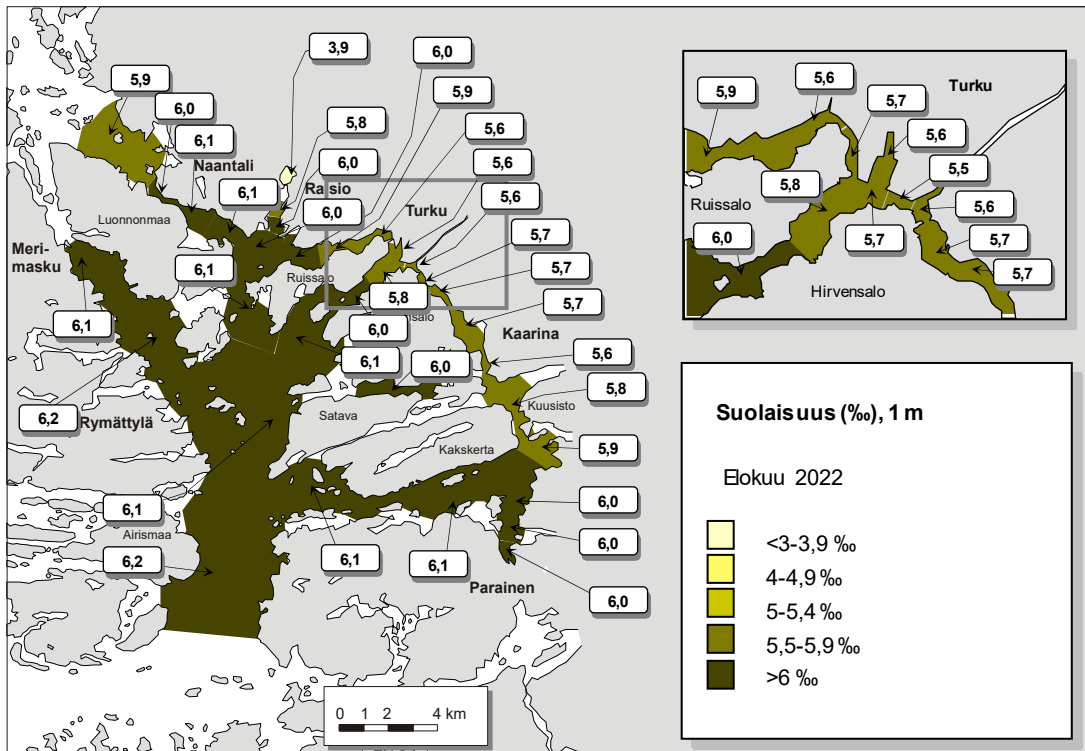 3,9
6,0
5,9
5,9
6,0
5,6
6,1
5,8
5,6
Naantali
6,0
6,1
Raisio
6,0
Turku
5,6
Luonnonmaa
5,7
Meri-
masku
6,1
Ruissalo
5,7
5,8
5,7
6,1
6,0
Kaarina
6,1
6,0
5,6
6,2
Rymättylä
Satava
5,8
Kuusisto
Kakskerta
5,9
6,1
6,0
Airismaa
6,2
6,1
6,1
6,0
Parainen
6,0
0 1 2 4 km
5,6
5,9
5,7
Turku
5,6
5,5
5,8
Ruissalo
5,6
6,0
5,7
5,7
Hirvensalo
5,7
Suolaisuus (‰), 1 m
Elokuu 2022
<3-3,9 ‰
4-4,9 ‰
5-5,4 ‰
5,5-5,9 ‰
>6 ‰